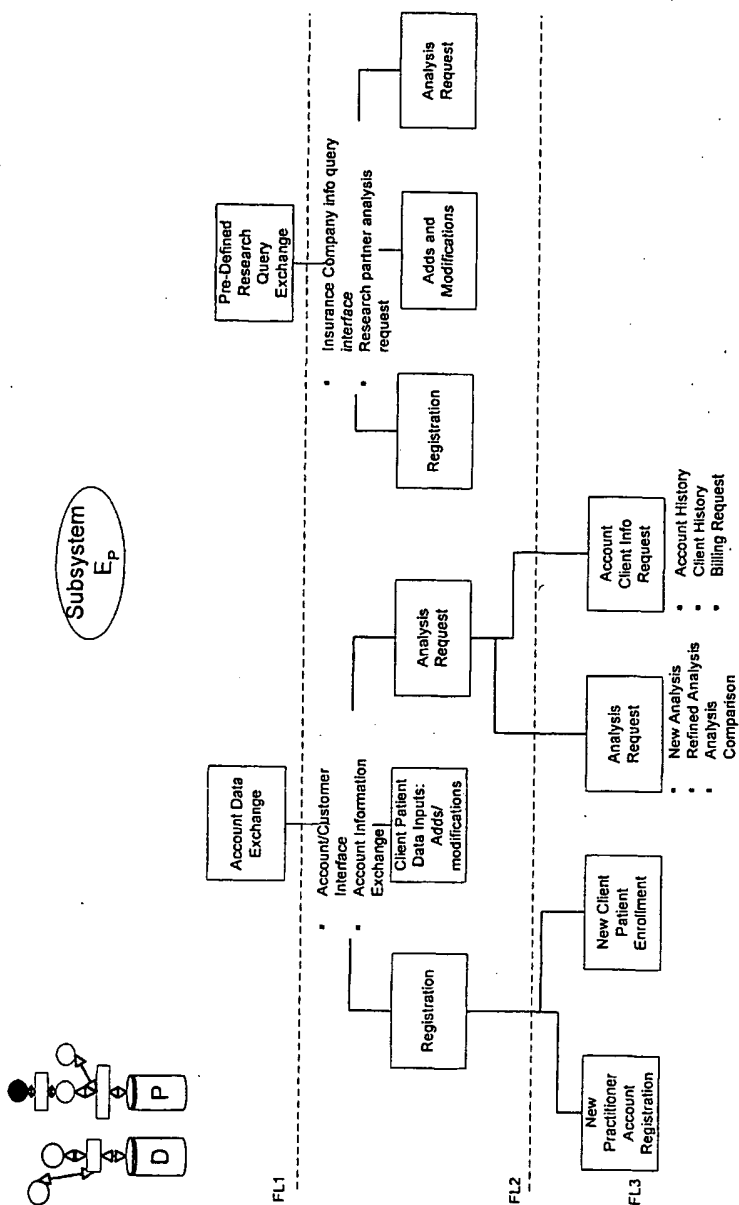 Subsystem
E_P
D
P
FL1
Account Data
Exchange
Pre-Defined
Research
Query
Exchange
▪ Account/Customer
Interface
▪ Account Information
Exchange
▪ Insurance Company info query
interface
▪ Research partner analysis
request
Registration
Client Patient
Data Inputs:
Adds/
modifications
Analysis
Request
Registration
Adds and
Modifications
Analysis
Request
FL2
New
Practitioner
Account
Registration
New Client
Patient
Enrollment
Analysis
Request
▪ New Analysis
▪ Refined Analysis
▪ Analysis
Comparison
Account
Client Info
Request
▪ Account History
▪ Client History
▪ Billing Request
FL3